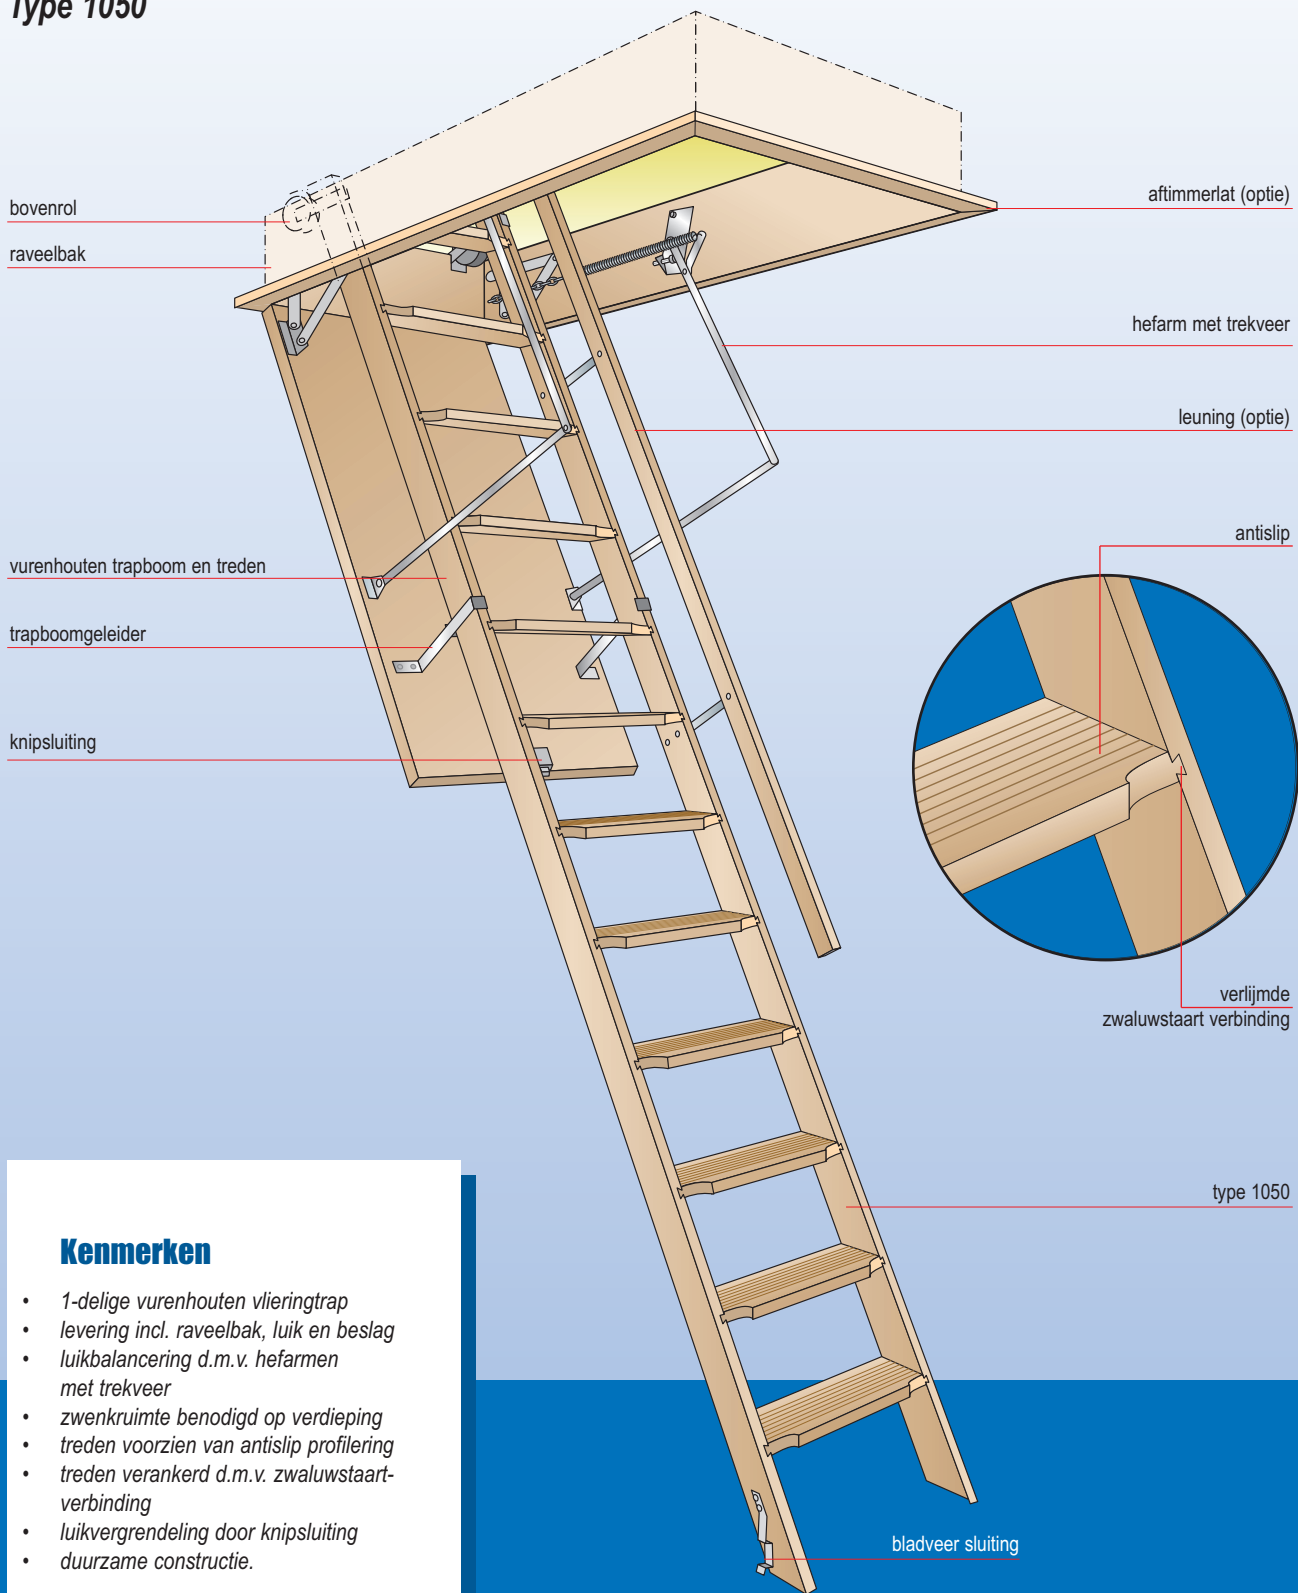 Type 1050
bovenrol
raveelbak
vurenhouten trapboom en treden
trapboomgeleider
knipsluiting
aftimmerlat (optie)
hefarm met trekveer
leuning (optie)
antislip
verlijmde
zwaluwstaart verbinding
type 1050
bladveer sluiting
Kenmerken
• 1-delige vurenhouten vlieringtrap
• levering incl. raveelbak, luik en beslag
• luikbalancering d.m.v. hefarmen
met trekveer
• zwenkruimte benodigd op verdieping
• treden voorzien van antislip profilering
• treden verankerd d.m.v. zwaluwstaart-
verbinding
• luikvergrendeling door knipsluiting
• duurzame constructie.